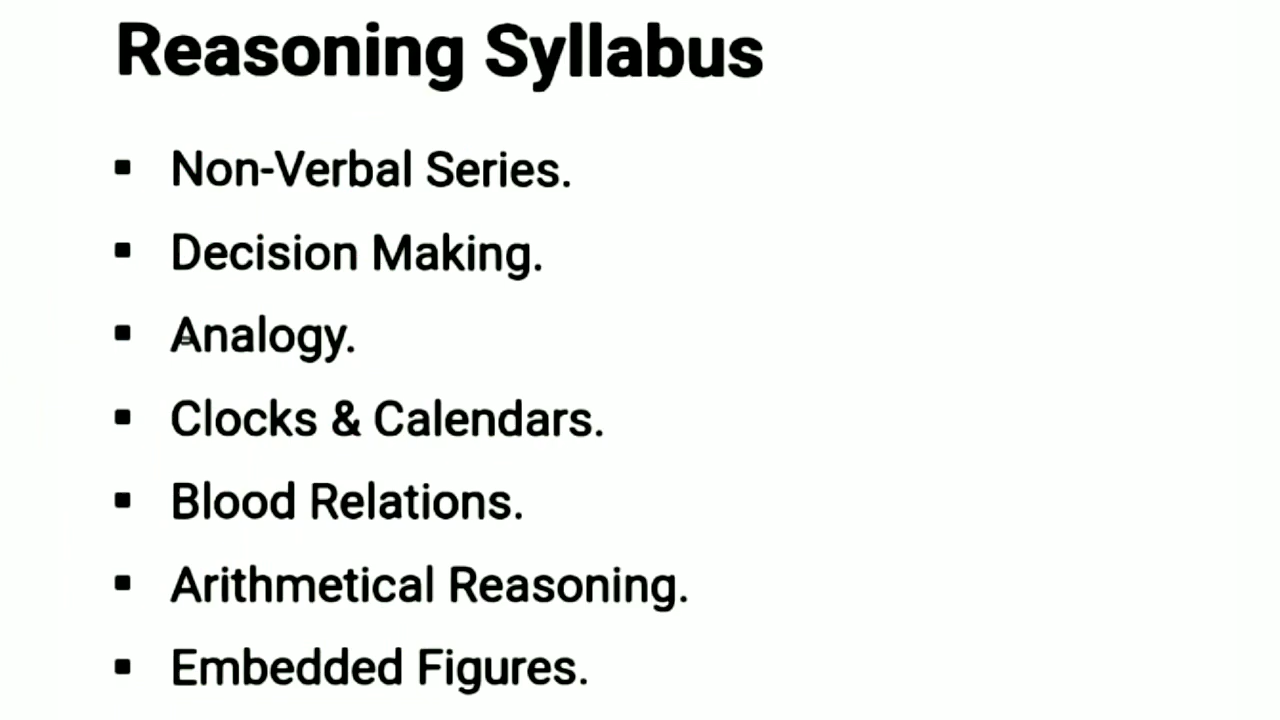 Reasoning Syllabus
▪ Non-Verbal Series.
▪ Decision Making.
▪ Analogy.
▪ Clocks & Calendars.
▪ Blood Relations.
▪ Arithmetical Reasoning.
▪ Embedded Figures.